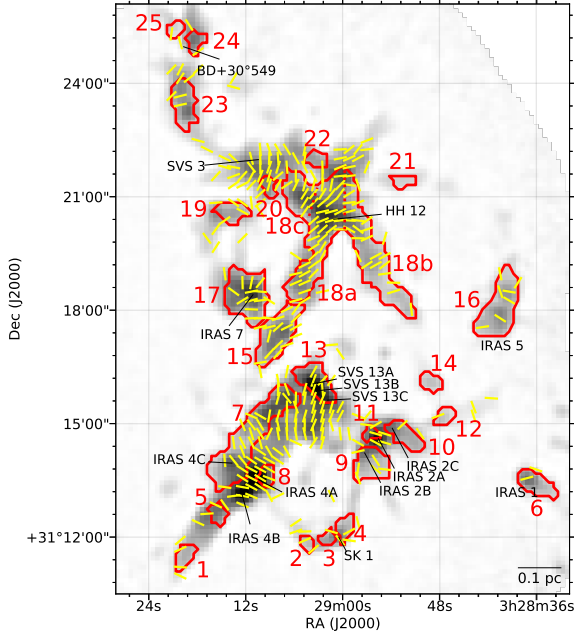 25
24
BD+30°549
24'00"
23
SVS 3
22
21
21'00"
19
20
HH 12
18c
18b
17
18a
16
18'00"
IRAS 7
15
IRAS 5
13
SVS 13A
14
SVS 13B
SVS 13C
7
11
12
15'00"
10
IRAS 4C
9
IRAS 2C
8
IRAS 2A
5
IRAS 4A
IRAS 2B
IRAS 1
6
4
IRAS 4B
+31°12'00"
2
3
SK 1
1
0.1 pc
24s
12s
29m00s
48s
3h28m36s
RA (J2000)
Dec (J2000)